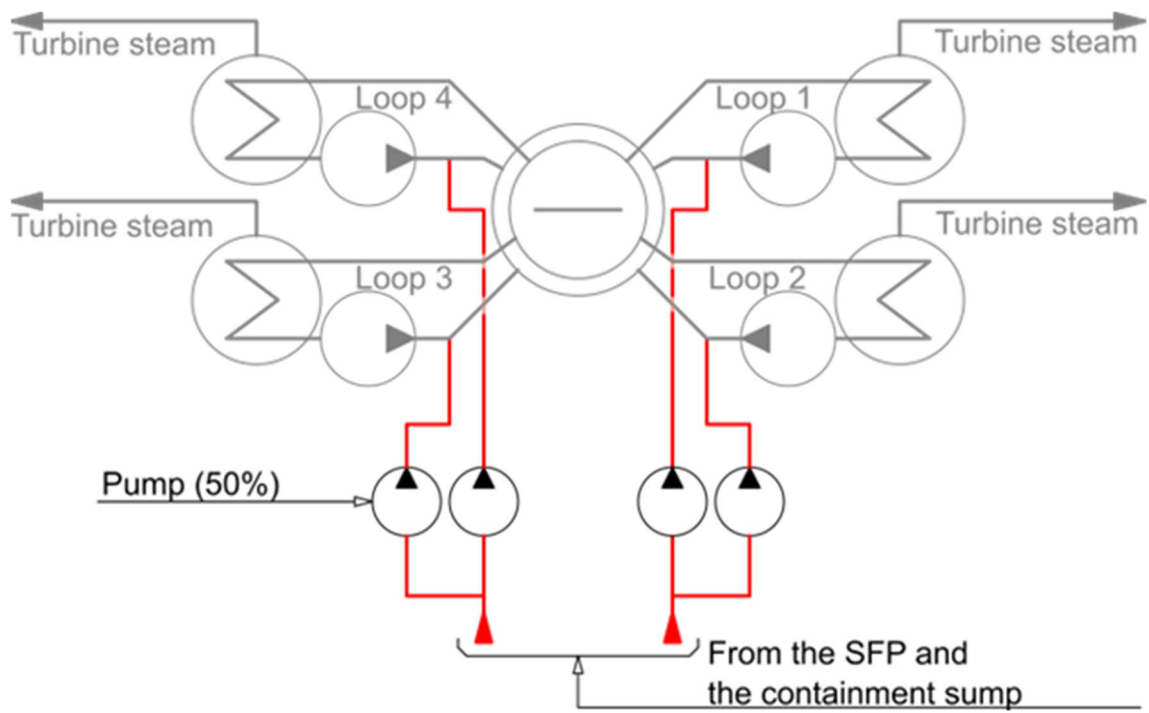 Turbine steam
Turbine steam
Loop 4
Loop 1
Turbine steam
Turbine steam
Loop 3
Loop 2
Pump (50%)
From the SFP and
the containment sump